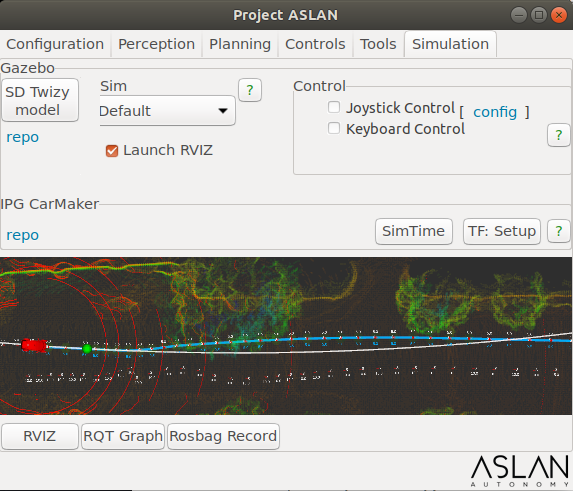 Project ASLAN
Configuration Perception Planning Controls Tools Simulation
Gazebo
SD Twizy model
Sim
?
Default
repo
Launch RVIZ
Control
Joystick Control [ config ]
Keyboard Control
?
IPG CarMaker
repo
SimTime
TF: Setup
?
RVIZ
RQT Graph
Rosbag Record
ASLAN
AUTONOMY